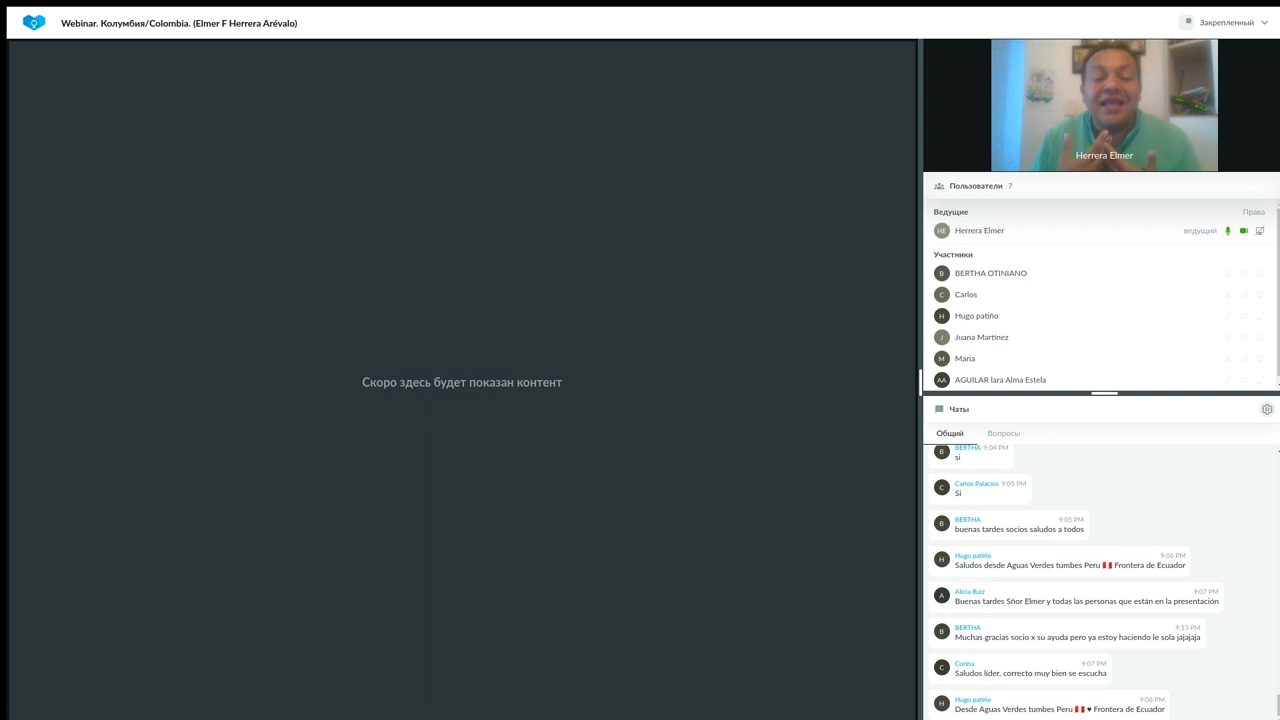 Webinar. Колумбия/Colombia. (Elmer F Herrera Arévalo)
Закрепленный
Скоро здесь будет показан контент
Herrera Elmer
Пользователи 7
Ведущие Права
HE Herrera Elmer ведущий
Участники
B BERTHA OTINIANO
C Carlos
H Hugo patiño
J Juana Martínez
M Maria
AA AGUILAR lara Alma Estela
Чаты
Общий Вопросы
BERTHA 9:04 PM
B si
Carlos Palacios 9:05 PM
C Si
BERTHA 9:05 PM
B buenas tardes socios saludos a todos
Hugo patiño 9:06 PM
H Saludos desde Aguas Verdes tumbes Peru 🇵🇪 Frontera de Ecuador
Alicia Ruiz 9:07 PM
A Buenas tardes Sñor Elmer y todas las personas que están en la presentación
BERTHA 9:13 PM
B Muchas gracias socio x su ayuda pero ya estoy haciendo le sola jajajaja
Corina 9:07 PM
C Saludos líder, correcto muy bien se escucha
Hugo patiño 9:08 PM
H Desde Aguas Verdes tumbes Peru 🇵🇪 ♥ Frontera de Ecuador